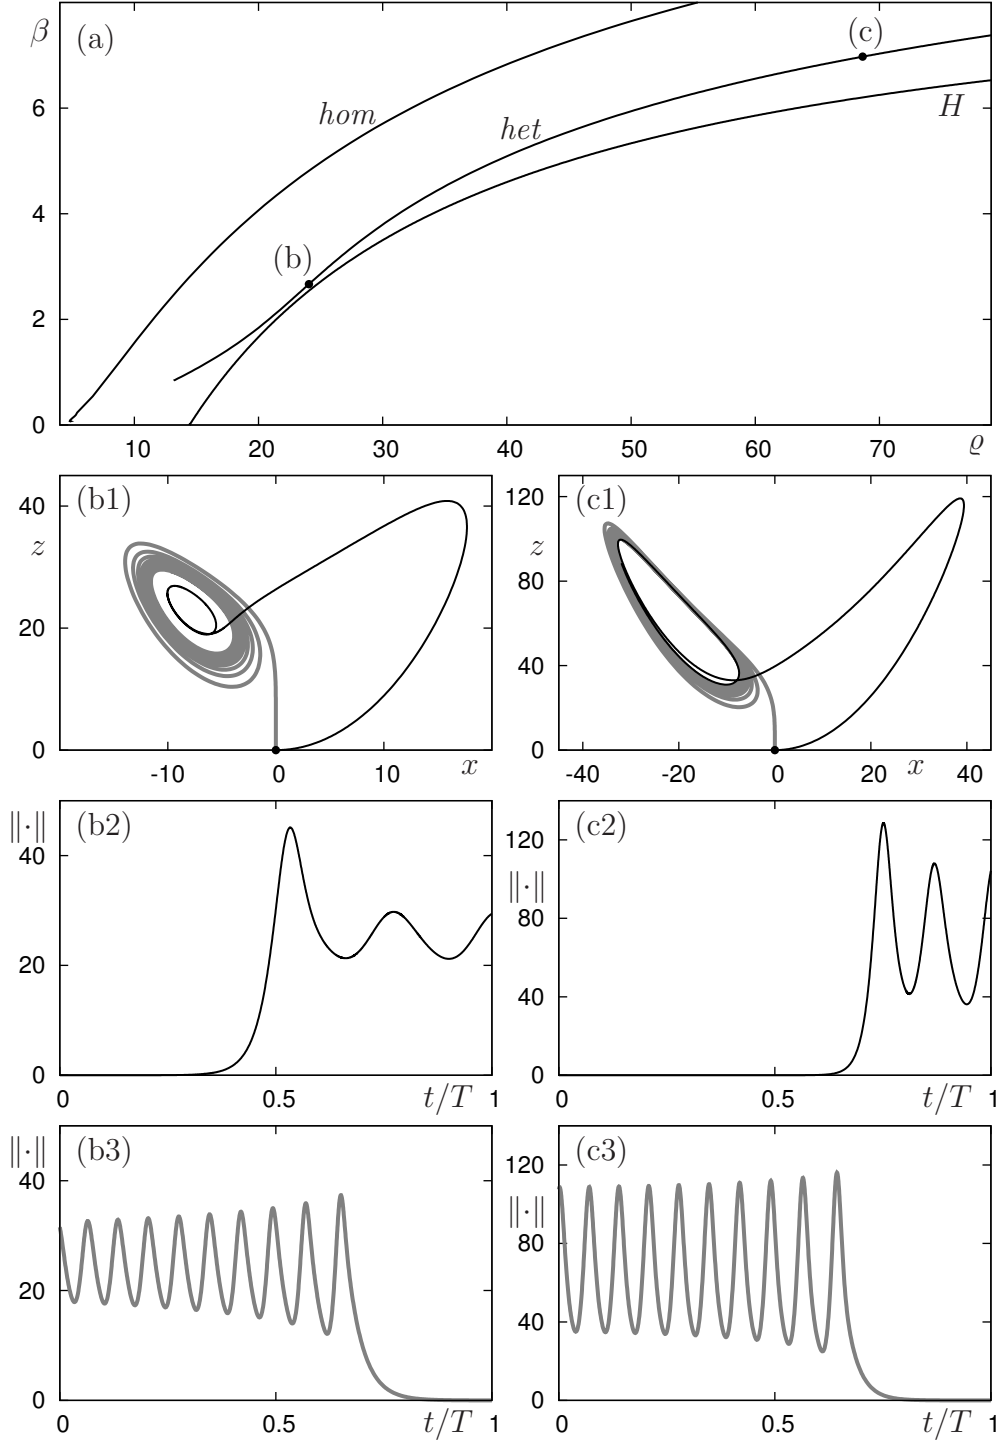 β (a) (c)
6 hom het H
4
(b)
2
0
10 20 30 40 50 60 70 ϱ
40 (b1) 120 (c1)
z z
80
20 40
0 0
-10 0 10 x -40 -20 0 20 x 40
‖·‖ (b2) (c2)
40 120
‖·‖
80
20 40
0 0
0 0.5 t/T 1 0 0.5 t/T 1
‖·‖ (b3) (c3)
40 120
‖·‖
80
20 40
0 0
0 0.5 t/T 1 0 0.5 t/T 1